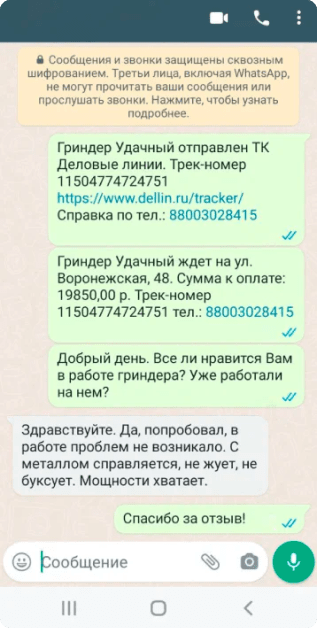 Сообщения и звонки защищены сквозным
шифрованием. Третьи лица, включая WhatsApp,
не могут прочитать ваши сообщения или
прослушать звонки. Нажмите, чтобы узнать
подробнее.
Гриндер Удачный отправлен ТК
Деловые линии. Трек-номер
11504774724751
https://www.dellin.ru/tracker/
Справка по тел.: 88003028415
Гриндер Удачный ждет на ул.
Воронежская, 48. Сумма к оплате:
19850,00 р. Трек-номер
11504774724751 тел.: 88003028415
Добрый день. Все ли нравится Вам
в работе гриндера? Уже работали
на нем?
Здравствуйте. Да, попробовал, в
работе проблем не возникало. С
металлом справляется, не жует, не
буксует. Мощности хватает.
Спасибо за отзыв!
Сообщение